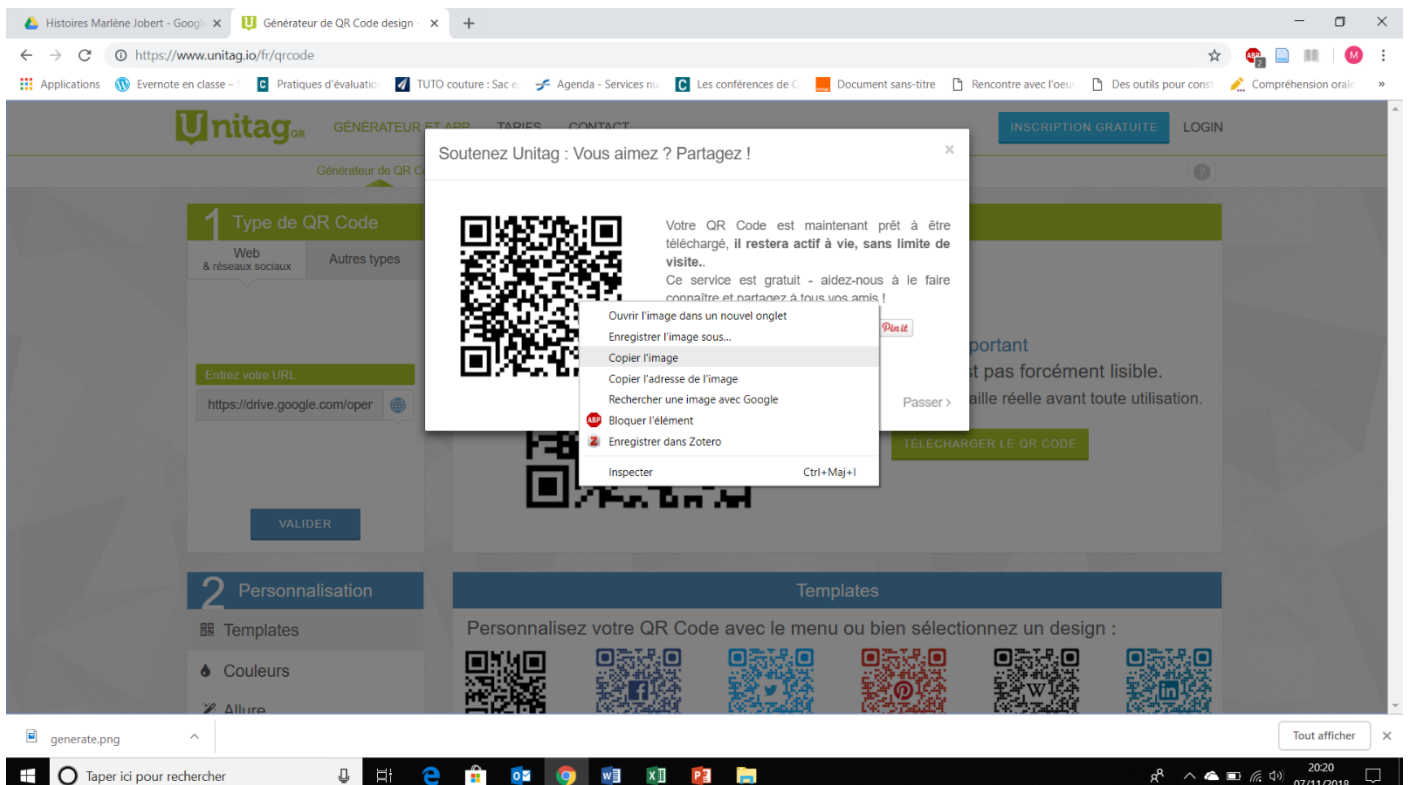 Histoires Marlène Jobert - Googl
Générateur de QR Code design -
https://www.unitag.io/fr/qrcode
Applications
Evernote en classe –
Pratiques d'évaluation
TUTO couture : Sac e
Agenda - Services nu
Les conférences de C
Document sans-titre
Rencontre avec l'oeu
Des outils pour const
Compréhension orale
»
Unitag QR
GÉNÉRATEUR ET APP
TARIFS
CONTACT
INSCRIPTION GRATUITE
LOGIN
Générateur de QR C
?
Soutenez Unitag : Vous aimez ? Partagez !
Votre QR Code est maintenant prêt à être
téléchargé, il restera actif à vie, sans limite de
visite..
Ce service est gratuit - aidez-nous à le faire
connaître et partagez à tous vos amis !
Pin it
Passer >
Ouvrir l'image dans un nouvel onglet
Enregistrer l'image sous...
Copier l'image
Copier l'adresse de l'image
Rechercher une image avec Google
ABP Bloquer l'élément
Z Enregistrer dans Zotero
Inspecter Ctrl+Maj+I
1 Type de QR Code
Web
& réseaux sociaux
Autres types
Entrez votre URL
https://drive.google.com/oper
VALIDER
portant
st pas forcément lisible.
aille réelle avant toute utilisation.
TÉLÉCHARGER LE QR CODE
2 Personnalisation
Templates
Couleurs
Allure
Templates
Personnalisez votre QR Code avec le menu ou bien sélectionnez un design :
generate.png
Tout afficher
Taper ici pour rechercher
20:20
07/11/2018